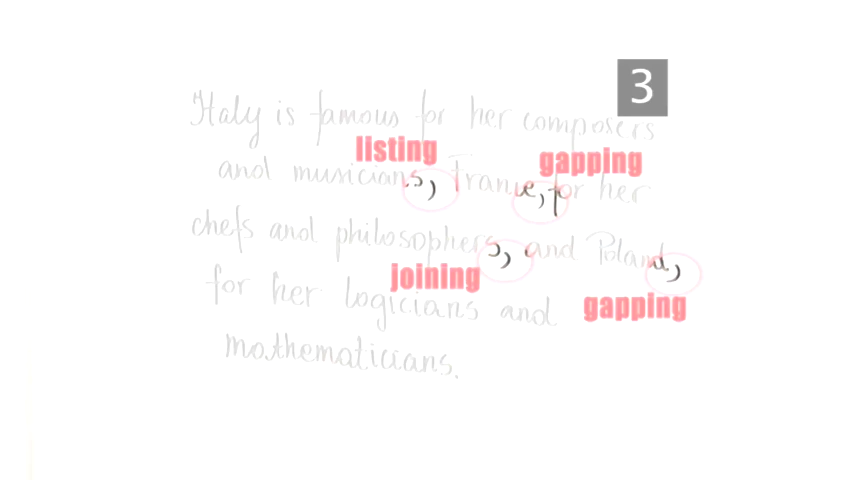 3
Italy is famous for her composers
listing
gapping
and musicians, France, for her
chefs and philosophers, and Poland,
joining
gapping
for her logicians and
mathematicians.